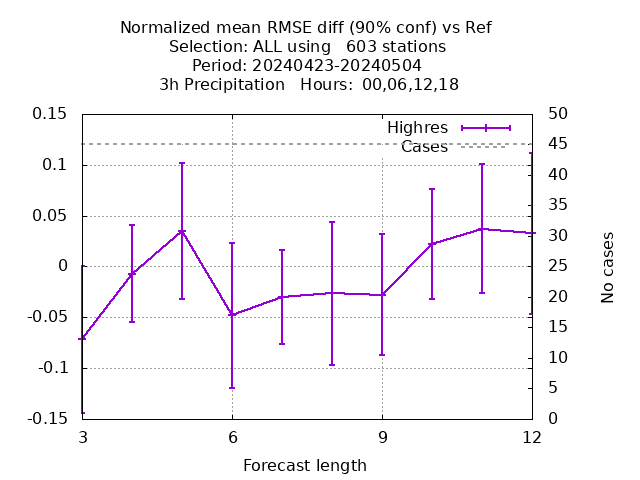 Normalized mean RMSE diff (90% conf) vs Ref
Selection: ALL using   603 stations
Period: 20240423-20240504
3h Precipitation   Hours:  00,06,12,18
Highres
Cases
0.15
0.1
0.05
0
-0.05
-0.1
-0.15
50
45
40
35
30
25
20
15
10
5
0
No cases
3
6
9
12
Forecast length